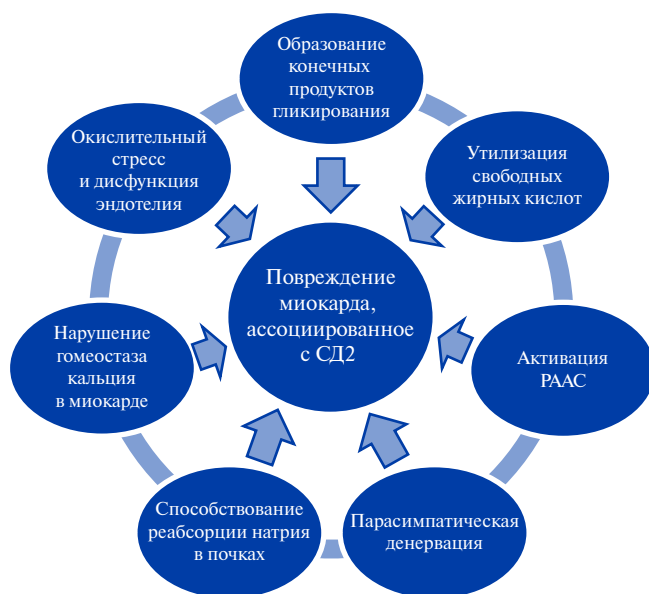 Образование
конечных
продуктов
гликирования
Утилизация
свободных
жирных кислот
Активация
РААС
Парасимпатическая
денервация
Способствование
реабсорции натрия
в почках
Нарушение
гомеостаза
кальция
в миокарде
Окислительный
стресс
и дисфункция
эндотелия
Повреждение
миокарда,
ассоциированное
с СД2